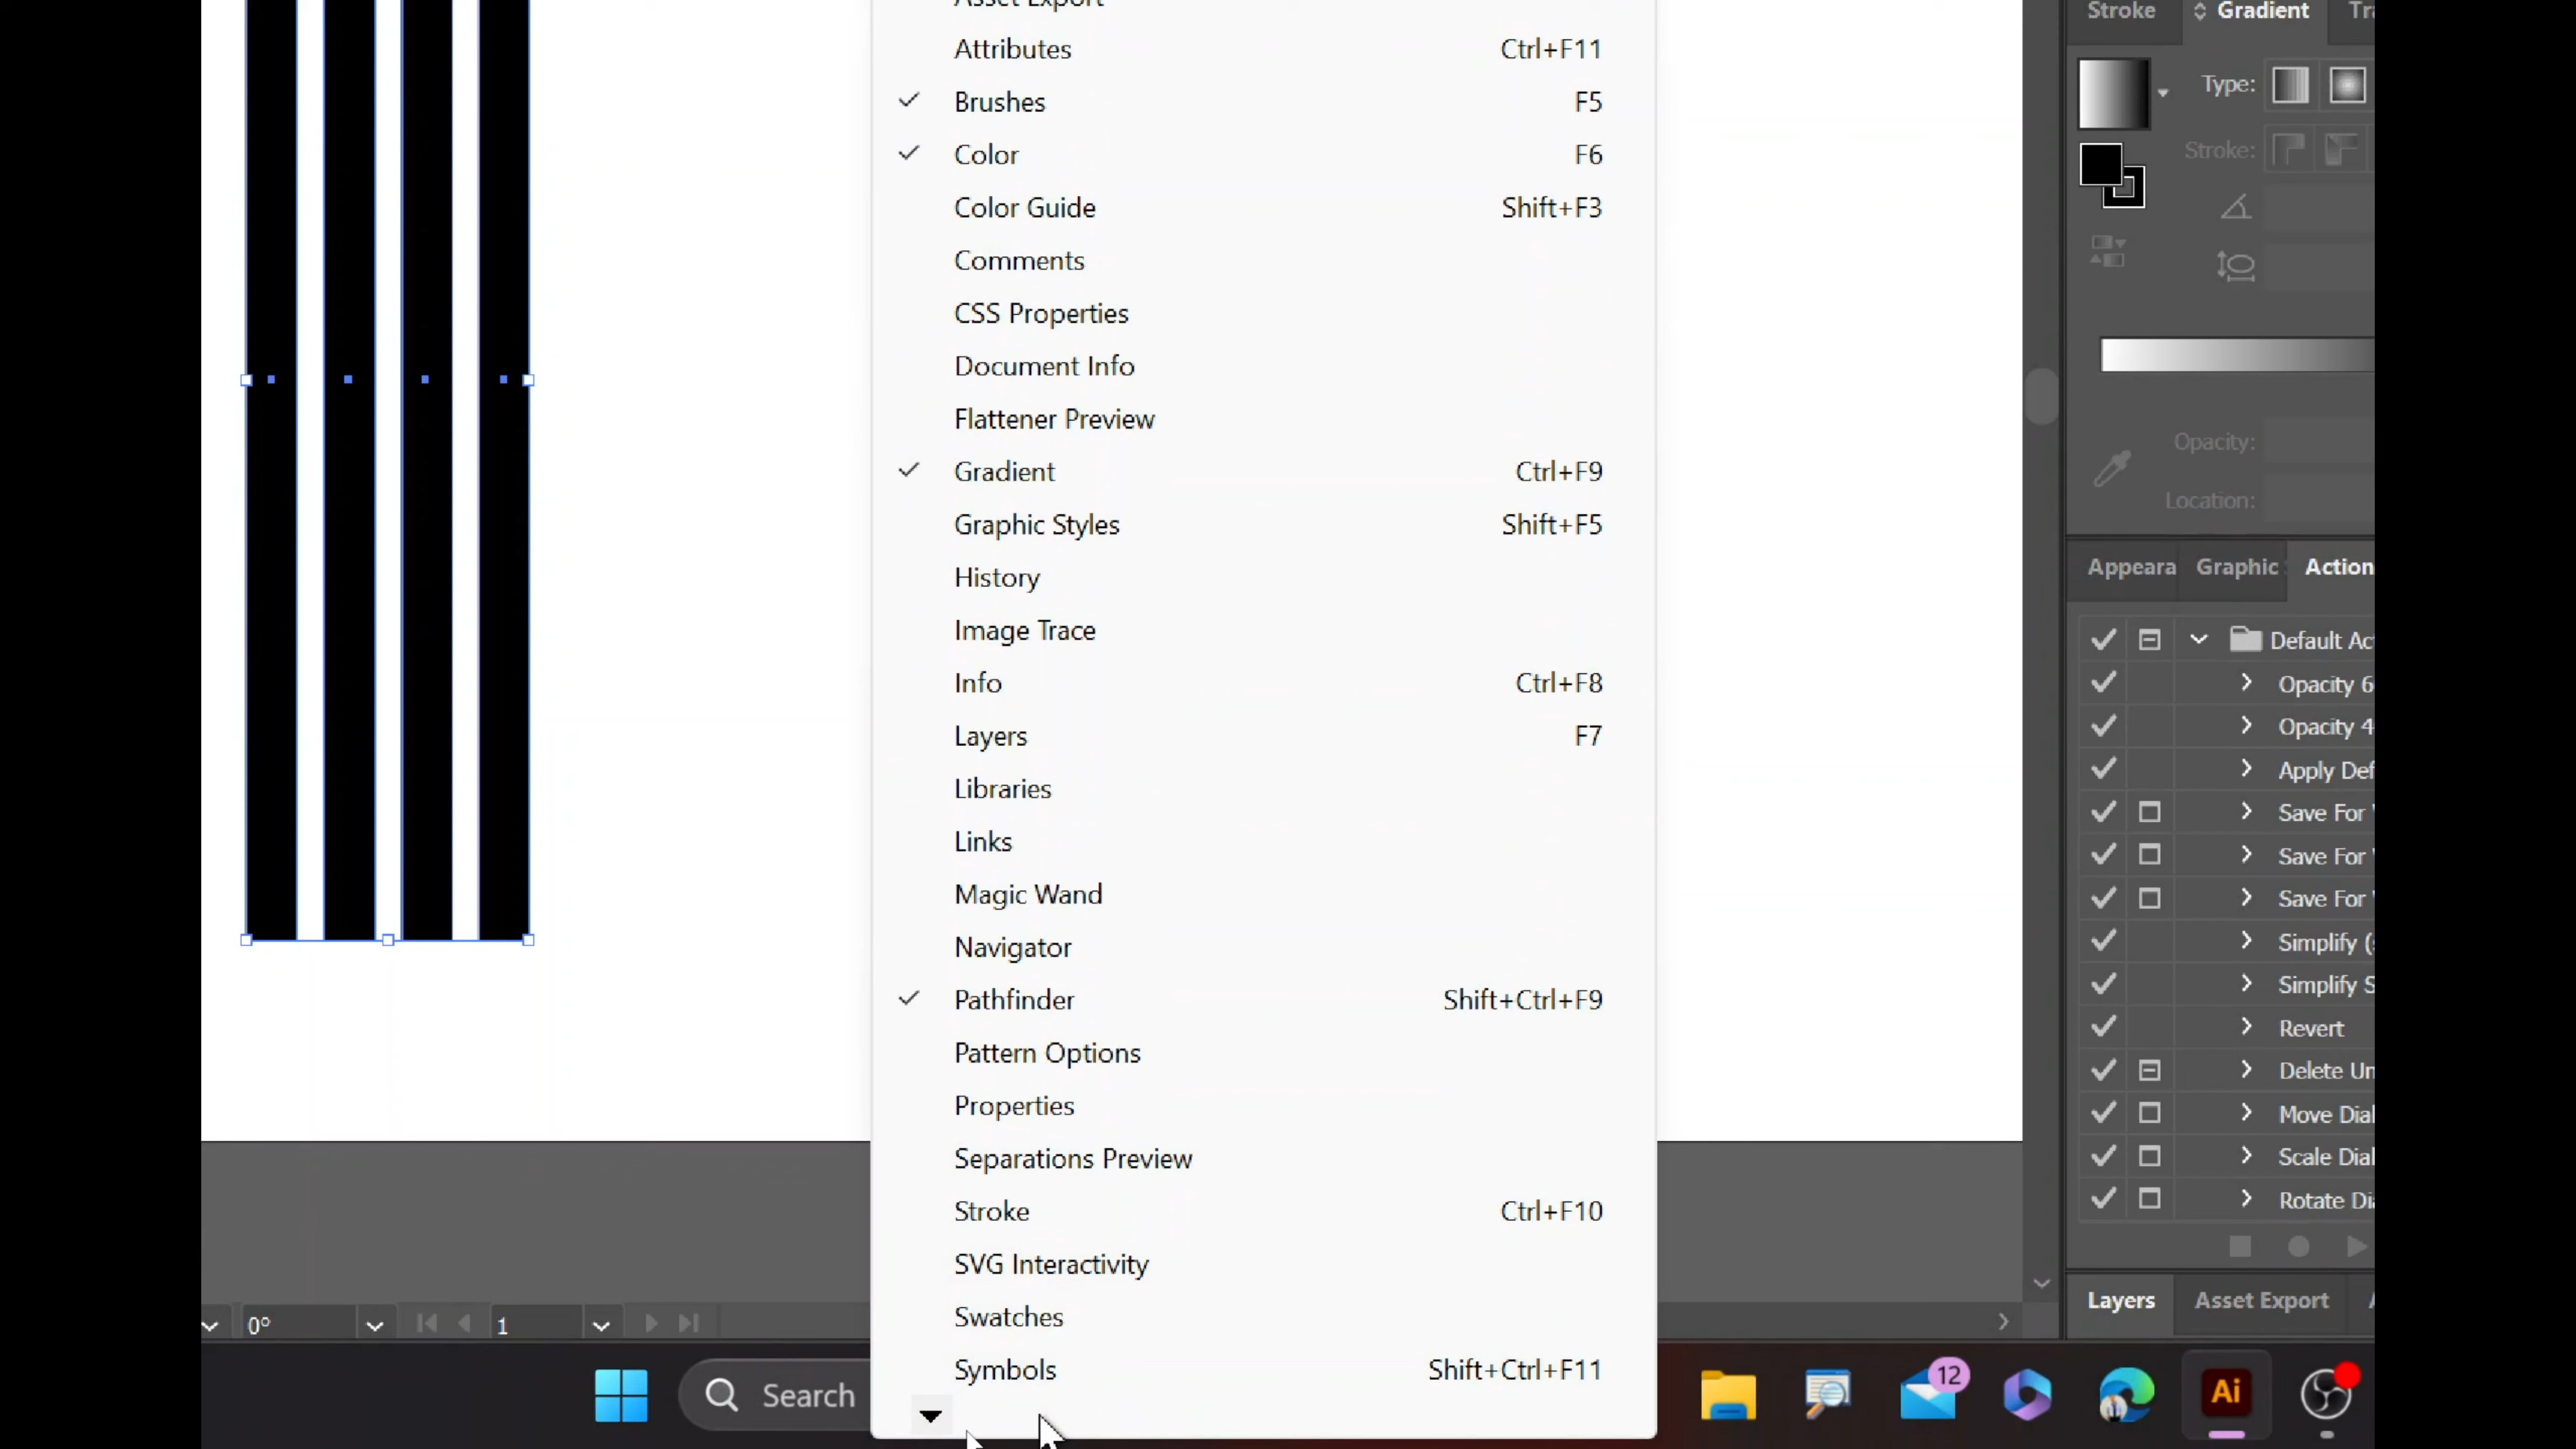 Asset Export
Attributes Ctrl+F11
Brushes F5
Color F6
Color Guide Shift+F3
Comments
CSS Properties
Document Info
Flattener Preview
Gradient Ctrl+F9
Graphic Styles Shift+F5
History
Image Trace
Info Ctrl+F8
Layers F7
Libraries
Links
Magic Wand
Navigator
Pathfinder Shift+Ctrl+F9
Pattern Options
Properties
Separations Preview
Stroke Ctrl+F10
SVG Interactivity
Swatches
Symbols Shift+Ctrl+F11
Stroke Gradient
Type:
Stroke:
Opacity:
Location:
Appeara Graphic Action
Default Ac
Opacity 6
Opacity 4
Apply Def
Save For
Save For
Save For
Simplify (
Simplify S
Revert
Delete Un
Move Dial
Scale Dial
Rotate Dia
Layers Asset Export
0° 1
Search
12
Ai